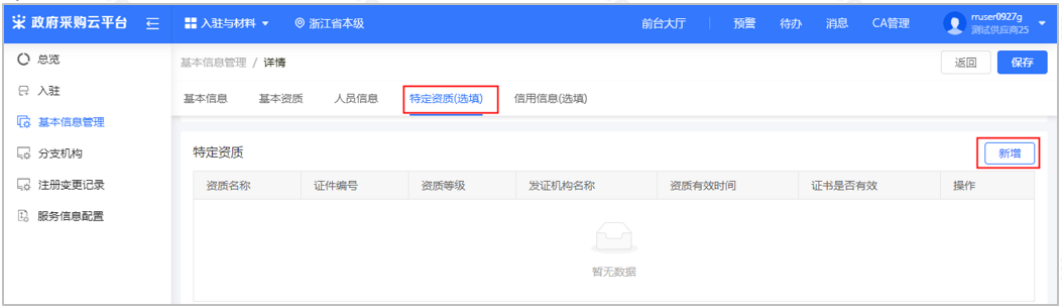 政府采购云平台 入驻与材料 浙江省本级 前台大厅 预警 待办 消息 CA管理 muser0927g
测试供应商25
总览
入驻
基本信息管理
分支机构
注册变更记录
服务信息配置
基本信息管理 / 详情 返回 保存
基本信息 基本资质 人员信息 特定资质(选填) 信用信息(选填)
特定资质 新增
资质名称 证件编号 资质等级 发证机构名称 资质有效时间 证书是否有效 操作
暂无数据